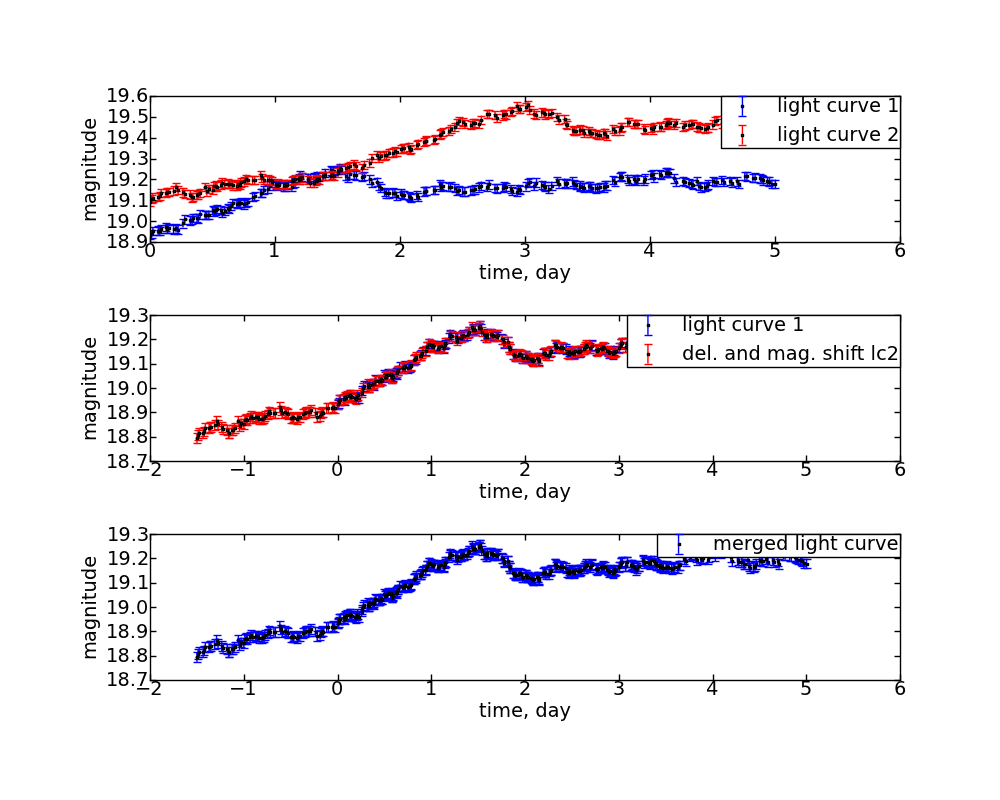 19.6
19.5
19.4
19.3
19.2
19.1
19.0
18.9
magnitude
light curve 1
light curve 2
0 1 2 3 4 5 6
time, day
19.3
19.2
19.1
19.0
18.9
18.8
18.7
magnitude
light curve 1
del. and mag. shift lc2
−2 −1 0 1 2 3 4 5 6
time, day
19.3
19.2
19.1
19.0
18.9
18.8
18.7
magnitude
merged light curve
−2 −1 0 1 2 3 4 5 6
time, day